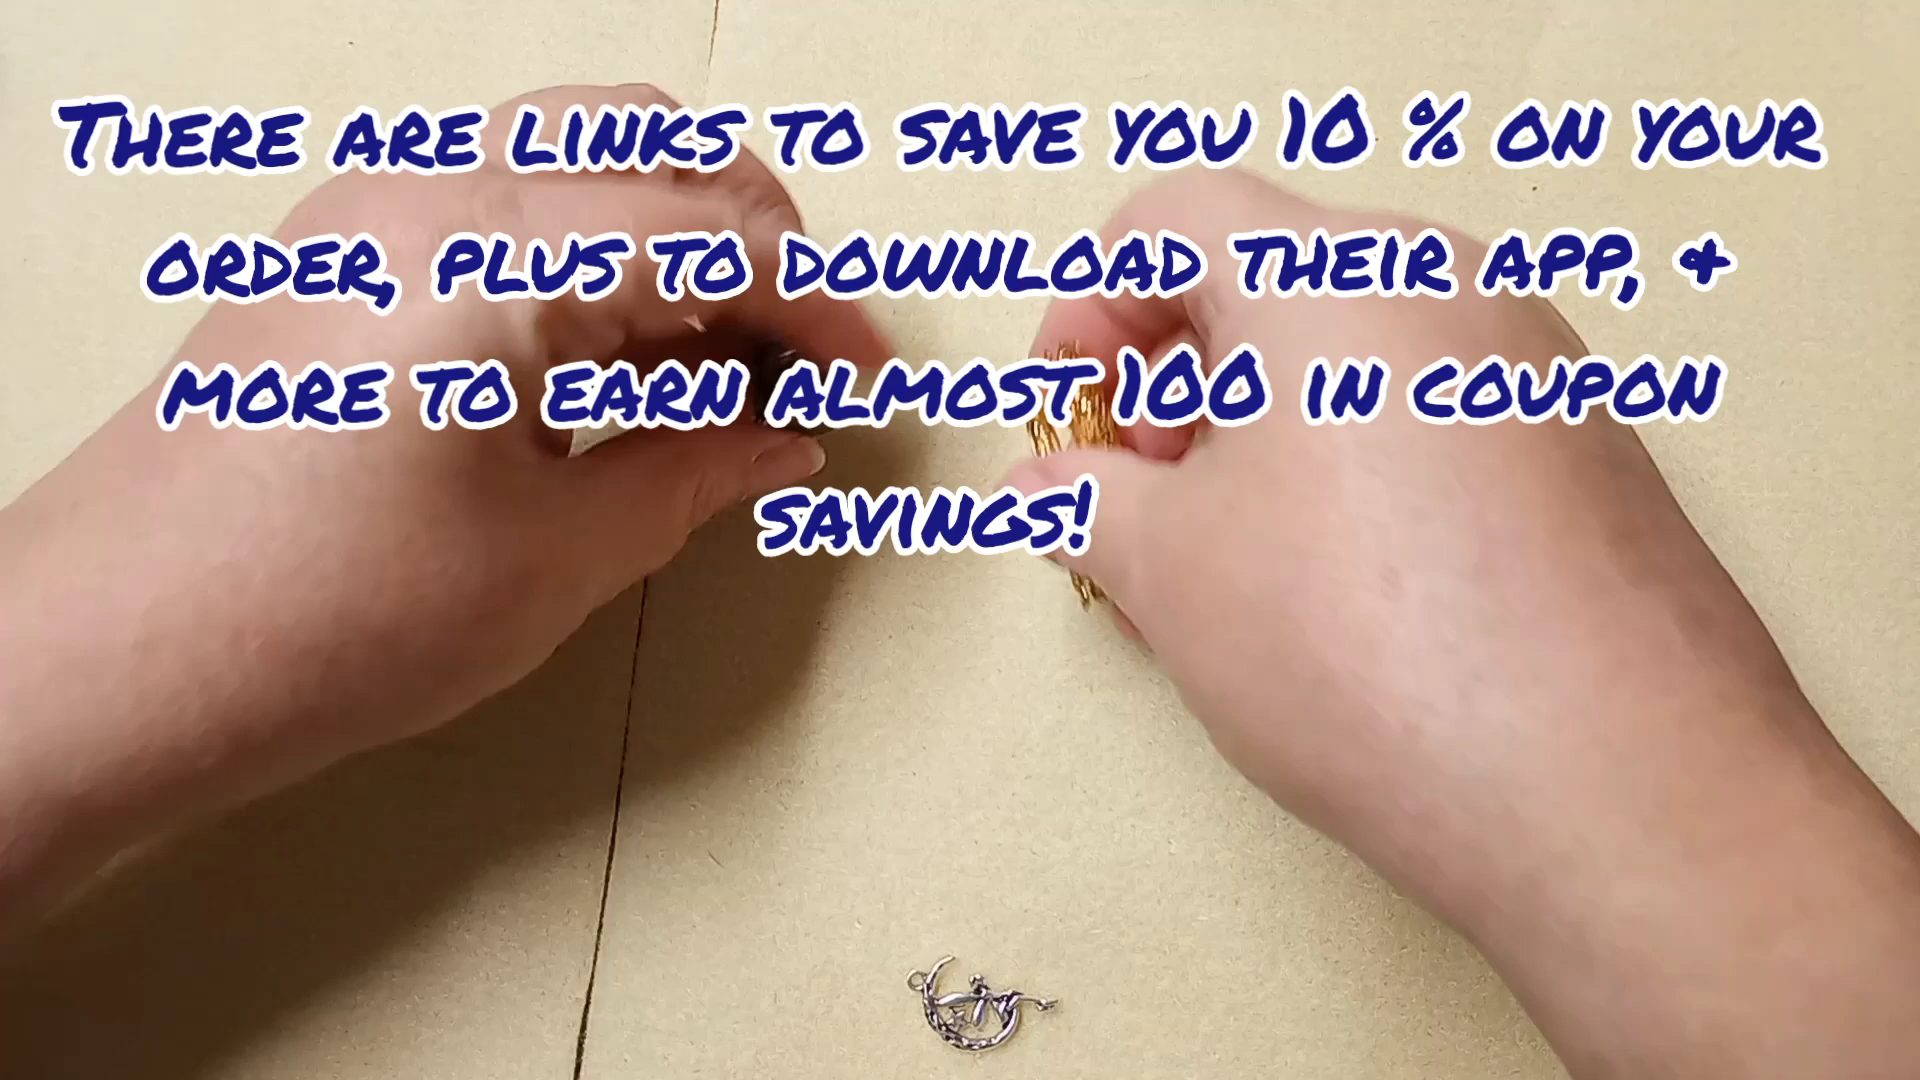 There are links to save you 10 % on your
order, plus to download their app, &
more to earn almost 100 in coupon
savings!